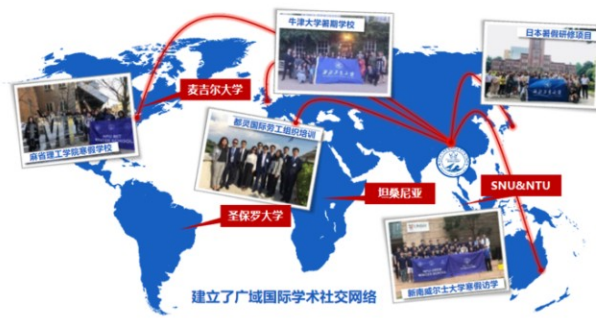 牛津大学暑期学校
日本暑假研修项目
麦吉尔大学
麻省理工学院寒假学校
都灵国际劳工组织培训
坦桑尼亚
SNU&NTU
圣保罗大学
新南威尔士大学寒假访学
建立了广域国际学术社交网络